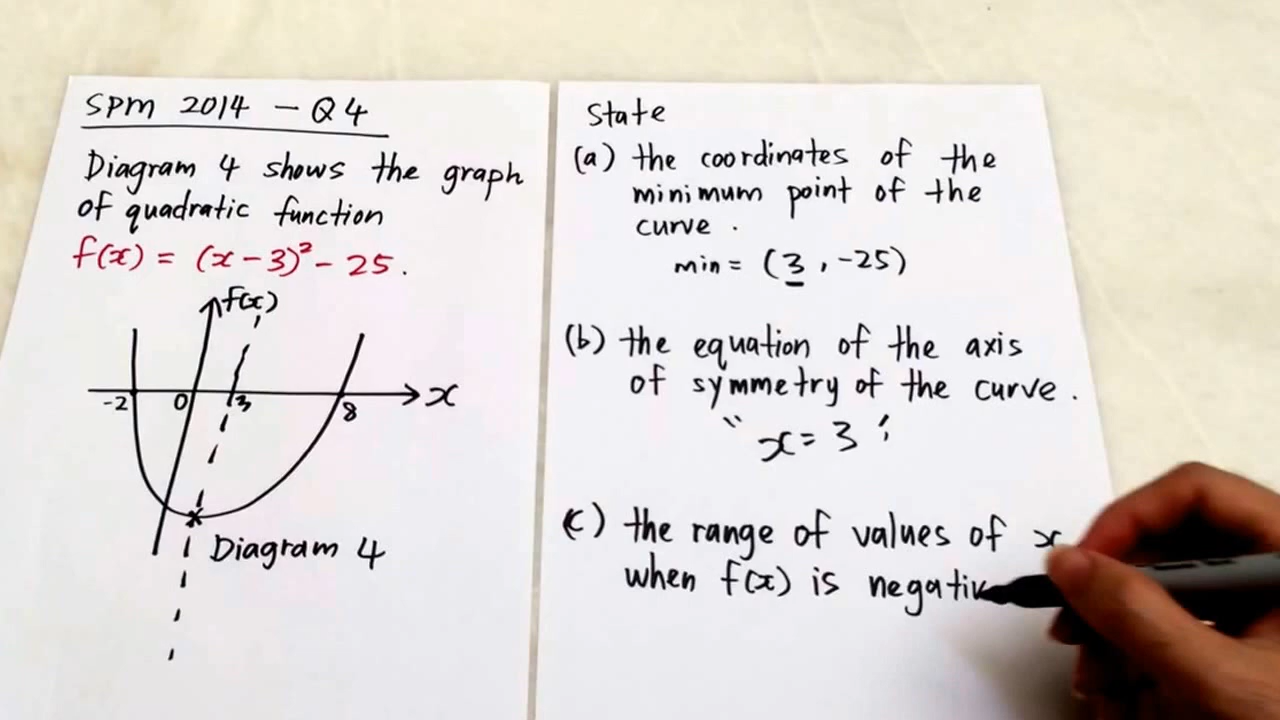 SPM 2014 - Q4
Diagram 4 shows the graph
of quadratic function
f(x) = (x-3)² - 25.
f(x)
-2 0 3 8 x
Diagram 4
State
(a) the coordinates of the
minimum point of the
curve.
min = (3, -25)
(b) the equation of the axis
of symmetry of the curve.
"x = 3"
(c) the range of values of x
when f(x) is negativ